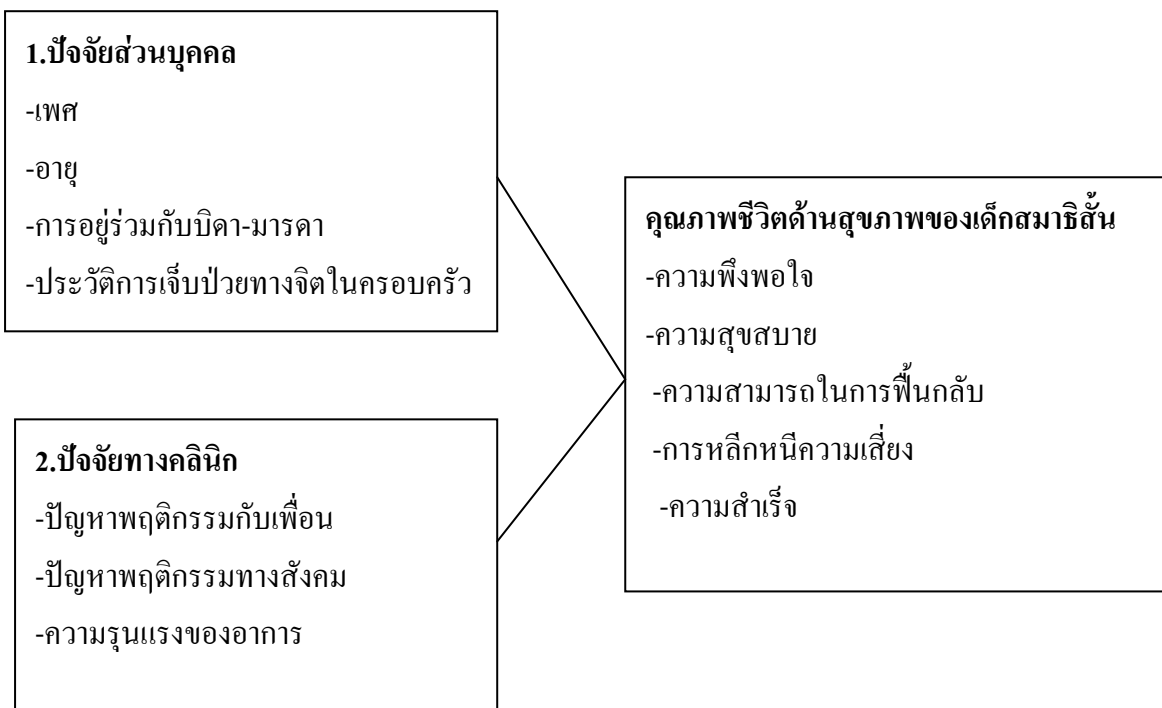 1.ปัจจัยส่วนบุคคล
-เพศ
-อายุ
-การอยู่ร่วมกับบิดา-มารดา
-ประวัติการเจ็บป่วยทางจิตในครอบครัว
2.ปัจจัยทางคลินิก
-ปัญหาพฤติกรรมกับเพื่อน
-ปัญหาพฤติกรรมทางสังคม
-ความรุนแรงของอาการ
คุณภาพชีวิตด้านสุขภาพของเด็กสมาธิสั้น
-ความพึงพอใจ
-ความสุขสบาย
-ความสามารถในการฟื้นกลับ
-การหลีกหนีความเสี่ยง
-ความสำเร็จ